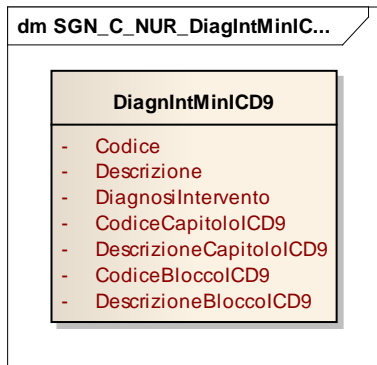 dm SGN_C_NUR_DiagIntMinIC...
DiagnIntMinICD9
- Codice
- Descrizione
- DiagnosiIntervento
- CodiceCapitoloICD9
- DescrizioneCapitoloICD9
- CodiceBloccoICD9
- DescrizioneBloccoICD9